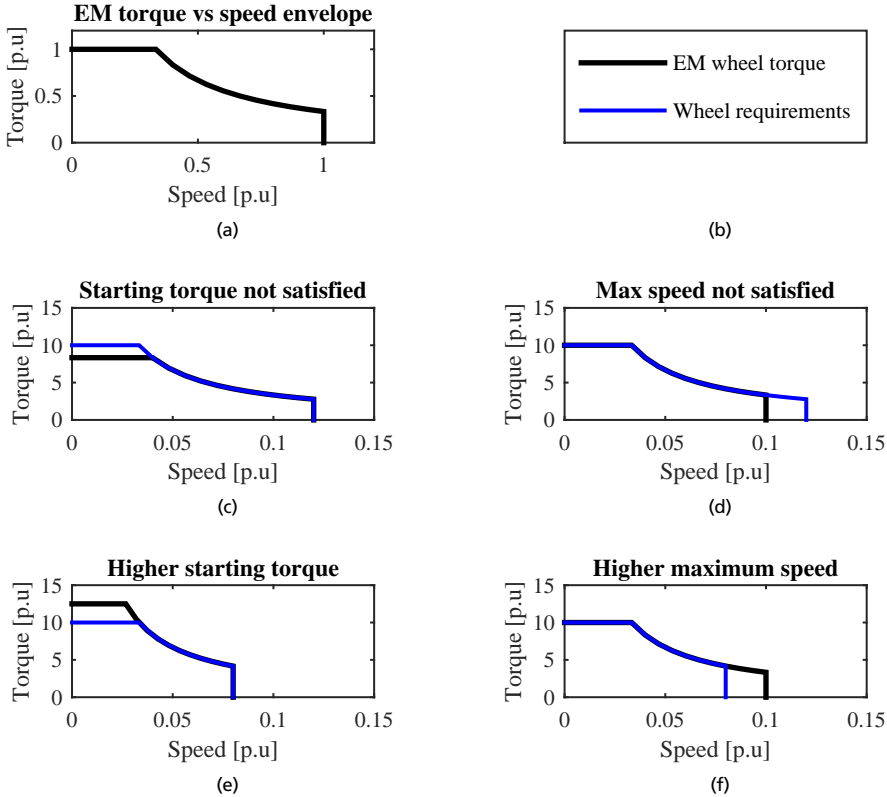 EM torque vs speed envelope
Torque [p.u]
1
0.5
0
0
0.5
1
Speed [p.u]
(a)
EM wheel torque
Wheel requirements
(b)
Starting torque not satisfied
Torque [p.u]
15
10
5
0
0
0.05
0.1
0.15
Speed [p.u]
(c)
Max speed not satisfied
Torque [p.u]
15
10
5
0
0
0.05
0.1
0.15
Speed [p.u]
(d)
Higher starting torque
Torque [p.u]
15
10
5
0
0
0.05
0.1
0.15
Speed [p.u]
(e)
Higher maximum speed
Torque [p.u]
15
10
5
0
0
0.05
0.1
0.15
Speed [p.u]
(f)